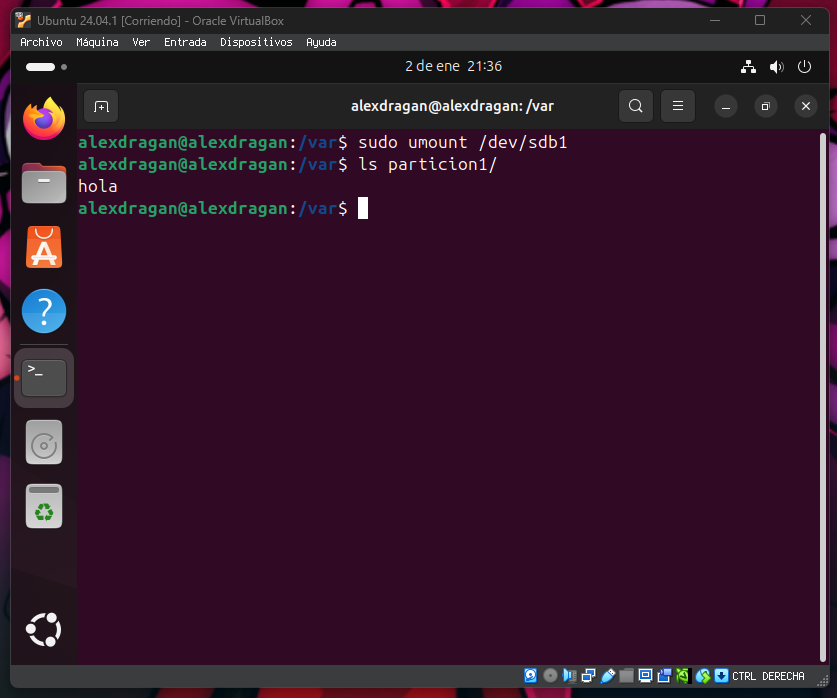 Ubuntu 24.04.1 [Corriendo] - Oracle VirtualBox
Archivo Máquina Ver Entrada Dispositivos Ayuda
2 de ene 21:36
alexdragan@alexdragan: /var
alexdragan@alexdragan:/var$ sudo umount /dev/sdb1
alexdragan@alexdragan:/var$ ls particion1/
hola
alexdragan@alexdragan:/var$
CTRL DERECHA